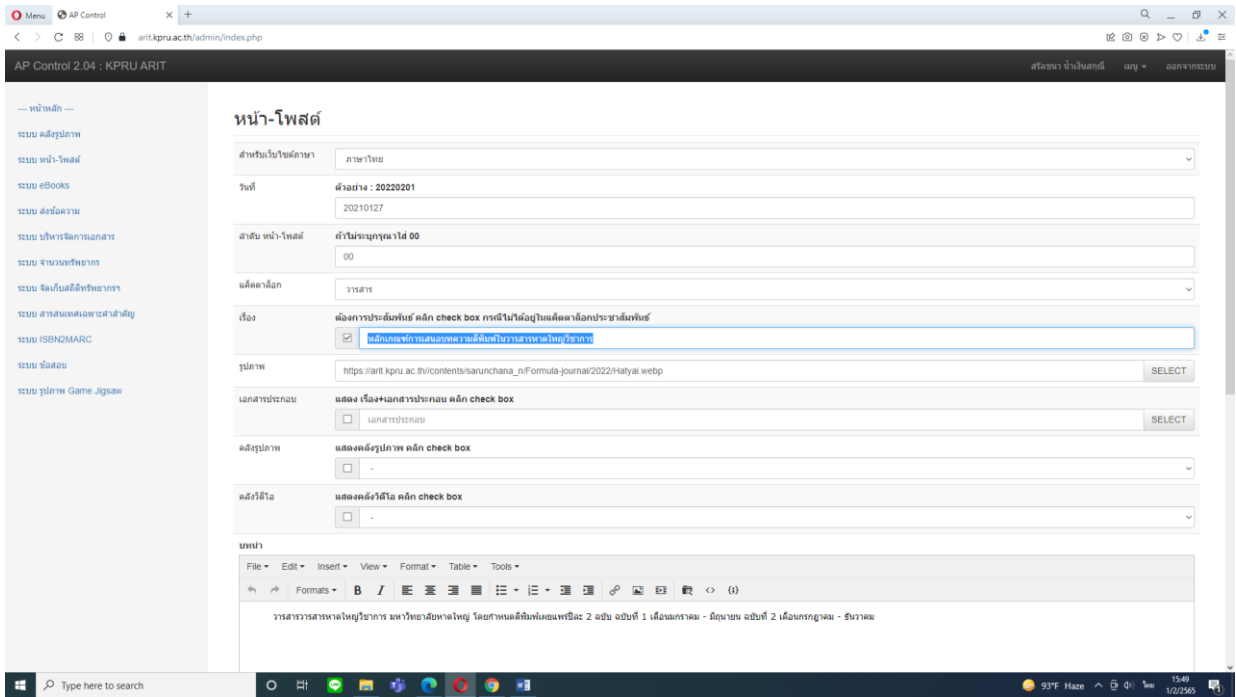 Menu AP Control
arit.kpru.ac.th/admin/index.php
AP Control 2.04 : KPRU ARIT สรัลชนา น้ำเงินสกุณี เมนู ออกจากระบบ
--- หน้าหลัก ---
ระบบ คลังรูปภาพ
ระบบ หน้า-โพสต์
ระบบ eBooks
ระบบ ส่งข้อความ
ระบบ บริหารจัดการเอกสาร
ระบบ จำนวนทรัพยากร
ระบบ จัดเก็บสถิติทรัพยากรฯ
ระบบ สารสนเทศเฉพาะคำสำคัญ
ระบบ ISBN2MARC
ระบบ ข้อสอบ
ระบบ รูปภาพ Game Jigsaw
หน้า-โพสต์
สำหรับเว็บไซต์ภาษา ภาษาไทย
วันที่ ตัวอย่าง : 20220201
20210127
ลำดับ หน้า-โพสต์ ถ้าไม่ระบุกรุณาใส่ 00
00
แค็ตตาล็อก วารสาร
เรื่อง ต้องการประสัมพันธ์ คลิก check box กรณีไม่ได้อยู่ในแค็ตตาล็อกประชาสัมพันธ์
หลักเกณฑ์การเสนอบทความตีพิมพ์ในวารสารหาดใหญ่วิชาการ
รูปภาพ https://arit.kpru.ac.th//contents/sarunchana_n/Formula-journal/2022/Hatyai.webp SELECT
เอกสารประกอบ แสดง เรื่อง+เอกสารประกอบ คลิก check box
เอกสารประกอบ SELECT
คลังรูปภาพ แสดงคลังรูปภาพ คลิก check box
-
คลังวิดีโอ แสดงคลังวิดีโอ คลิก check box
-
บทนำ
File Edit Insert View Format Table Tools
Formats B I
วารสารวารสารหาดใหญ่วิชาการ มหาวิทยาลัยหาดใหญ่ โดยกำหนดตีพิมพ์เผยแพร่ปีละ 2 ฉบับ ฉบับที่ 1 เดือนมกราคม - มิถุนายน ฉบับที่ 2 เดือนกรกฎาคม - ธันวาคม
Type here to search 93°F Haze ไทย 15:49
1/2/2565